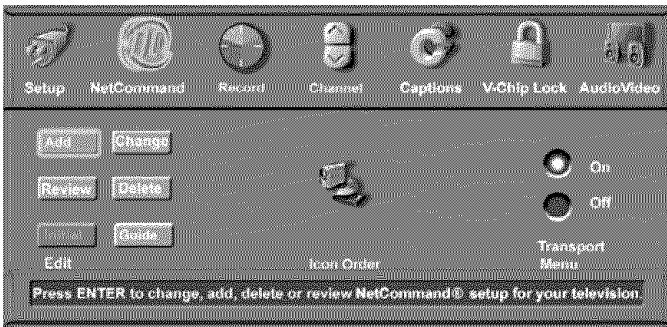 Setup NetCommand Record Channel Captions V-Chip Lock AudioVideo
Add Change
Review Delete
Initial Guide
Edit
Icon Order
On
Off
Transport
Menu
Press ENTER to change, add, delete or review NetCommand® setup for your television.